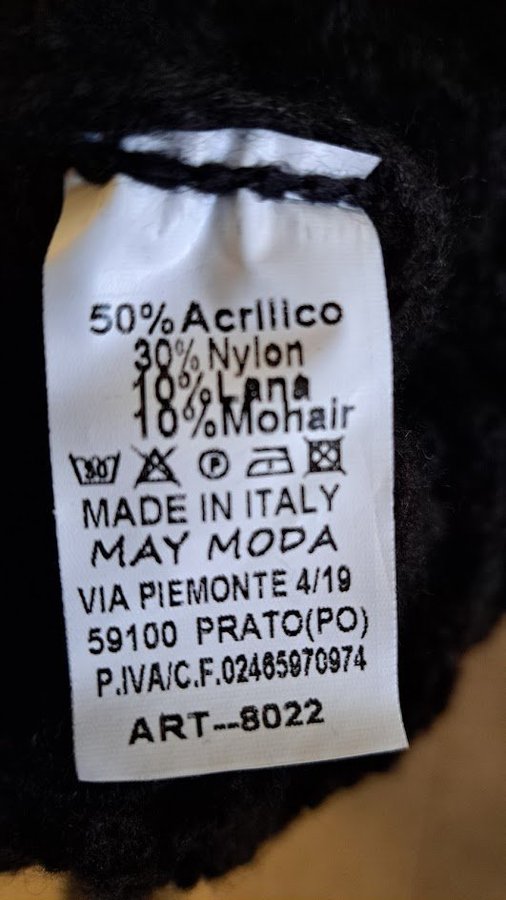 50% Acrilico
30% Nylon
10% Lana
10% Mohair
30 P
MADE IN ITALY
MAY MODA
VIA PIEMONTE 4/19
59100 PRATO(PO)
P.IVA/C.F.02465970974
ART--8022